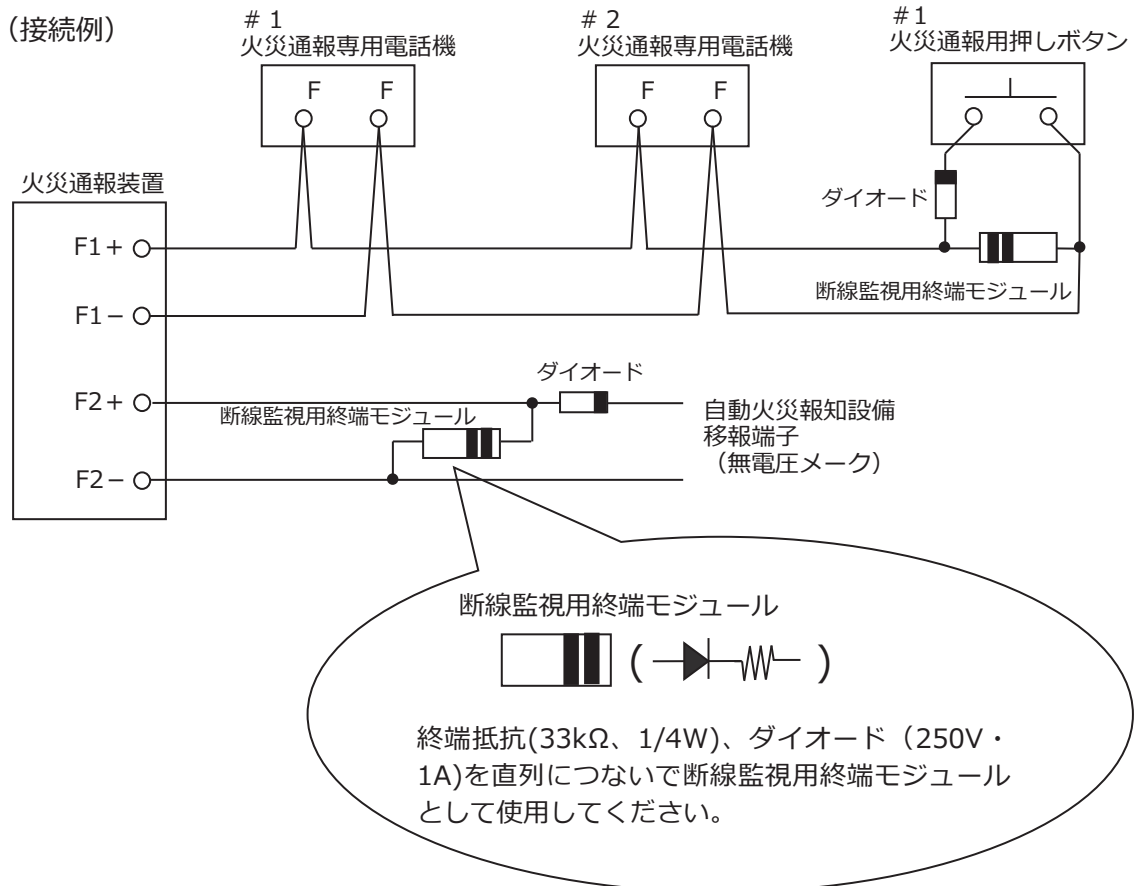 （接続例）
# 1
火災通報専用電話機
# 2
火災通報専用電話機
#1
火災通報用押しボタン
F F
F F
火災通報装置
ダイオード
F1+
断線監視用終端モジュール
F1−
ダイオード
F2+
断線監視用終端モジュール
自動火災報知設備
移報端子
（無電圧メーク）
F2−
断線監視用終端モジュール
( )
終端抵抗(33kΩ、1/4W)、ダイオード（250V・
1A)を直列につないで断線監視用終端モジュール
として使用してください。